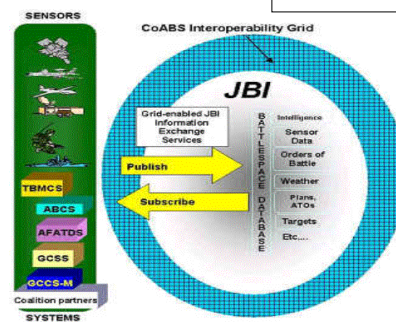 SENSORS
CoABS Interoperability Grid
JBI
Grid-enabled JBI
Information
Exchange
Services
Publish
Subscribe
BATTLESPACE DATABASE
Intelligence
Sensor
Data
Orders of
Battle
Weather
Plans,
ATOs
Targets
Etc....
TBMCS
ABCS
AFATDS
GCSS
GCCS-M
Coalition partners
SYSTEMS